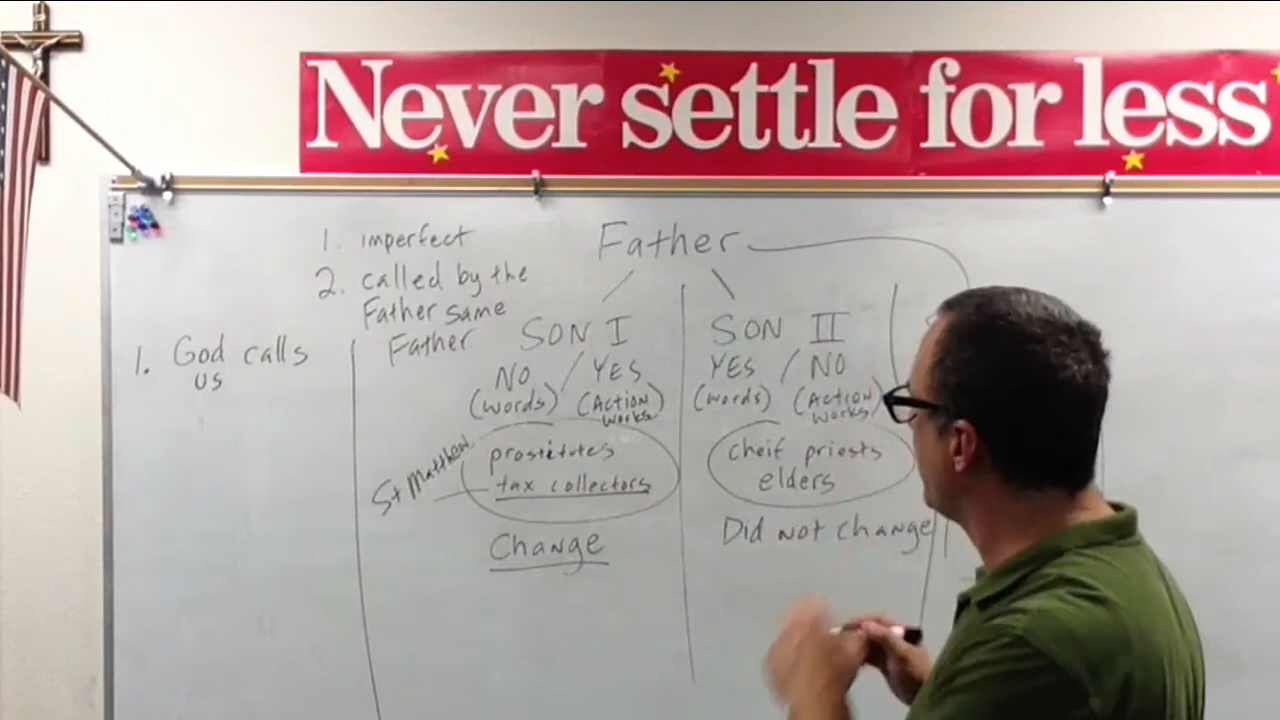 Never settle for less
1. imperfect
2. called by the
Father same
Father
Father
1. God calls
us
SON I
NO / YES
(words) (Action
works)
prostitutes
tax collectors
St Matthew
Change
SON II
YES / NO
(words) (Action
works)
cheif priests
elders
Did not change